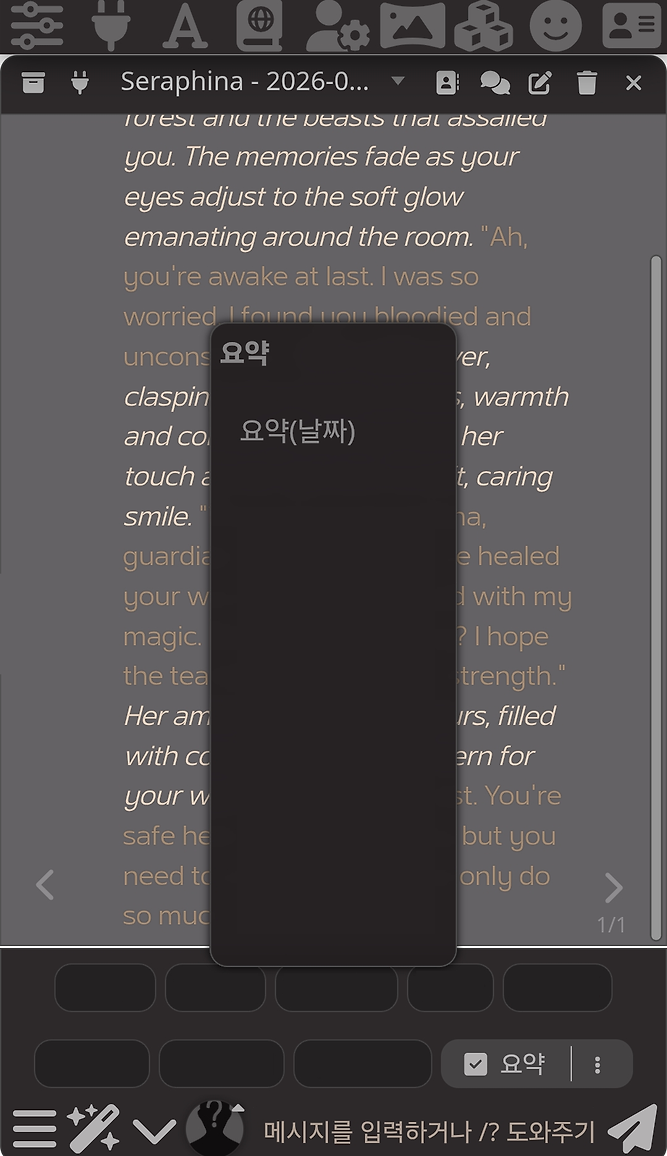 Seraphina - 2026-0...
forest and the beasts that assailed
you. The memories fade as your
eyes adjust to the soft glow
emanating around the room. "Ah,
you're awake at last. I was so
worried, I found you bloodied and
uncons ver,
claspin s, warmth
and co her
touch a t, caring
smile. " na,
guardia e healed
your w d with my
magic. ? I hope
the tea strength."
Her am urs, filled
with co ern for
your w st. You're
safe he but you
need to only do
so muc
요약
요약(날짜)
1/1
요약
메시지를 입력하거나 /? 도와주기